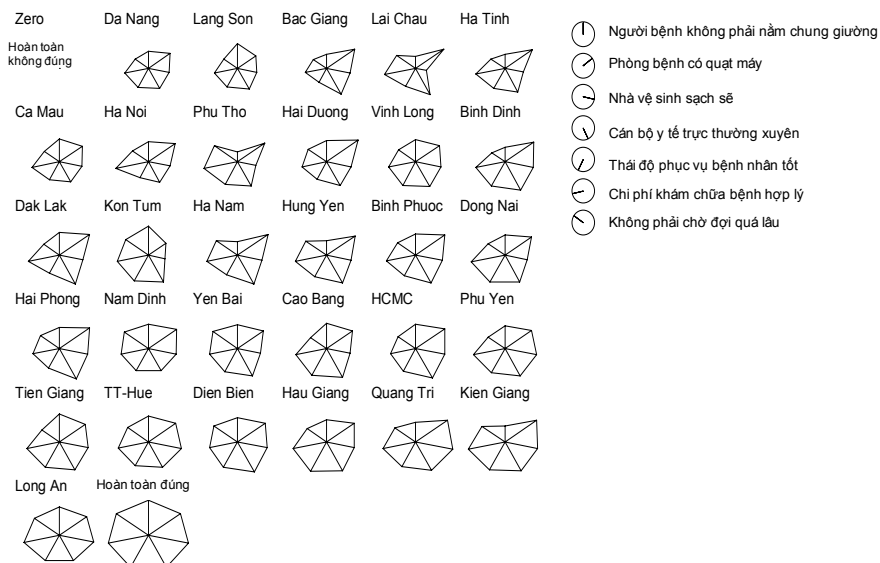 Zero Da Nang Lang Son Bac Giang Lai Chau Ha Tinh
Hoàn toàn
không đúng
Ca Mau Ha Noi Phu Tho Hai Duong Vinh Long Binh Dinh
Dak Lak Kon Tum Ha Nam Hung Yen Binh Phuoc Dong Nai
Hai Phong Nam Dinh Yen Bai Cao Bang HCMC Phu Yen
Tien Giang TT-Hue Dien Bien Hau Giang Quang Tri Kien Giang
Long An Hoàn toàn đúng
Người bệnh không phải nằm chung giường
Phòng bệnh có quạt máy
Nhà vệ sinh sạch sẽ
Cán bộ y tế trực thường xuyên
Thái độ phục vụ bệnh nhân tốt
Chi phí khám chữa bệnh hợp lý
Không phải chờ đợi quá lâu